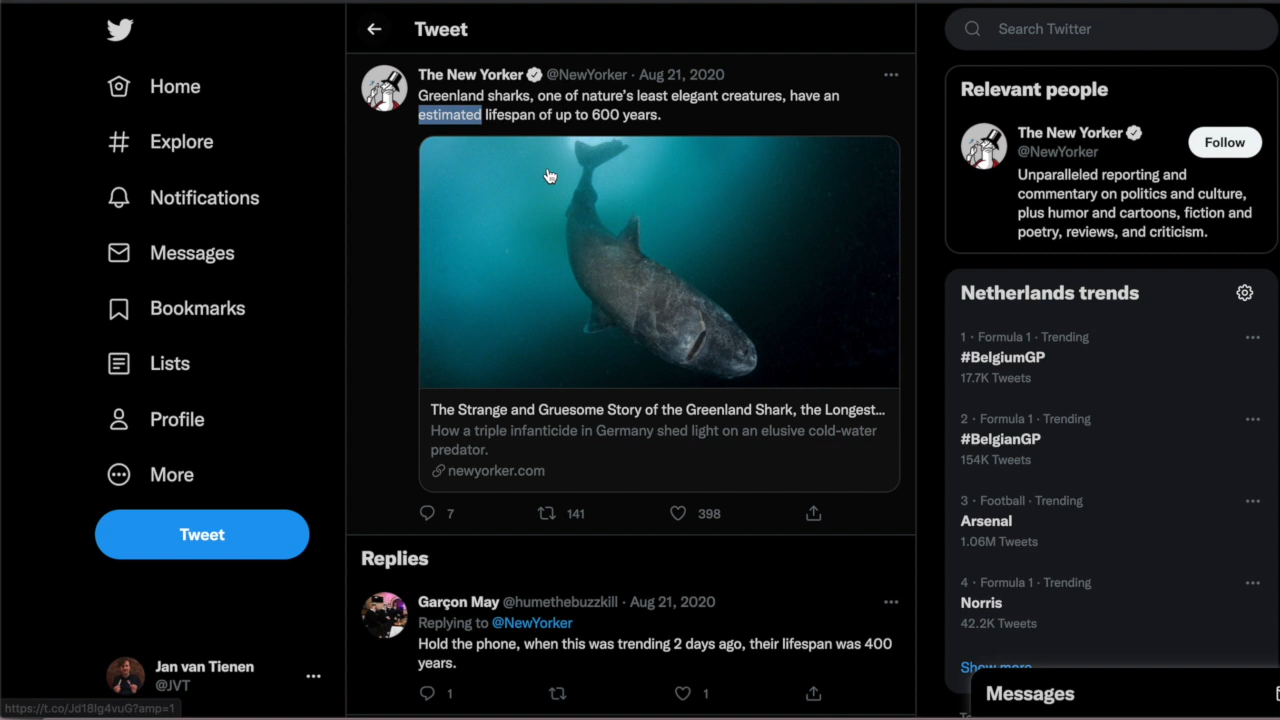 Home
Explore
Notifications
Messages
Bookmarks
Lists
Profile
More
Tweet
Jan van Tienen
@JVT
https://t.co/Jd18lg4vuG?amp=1
Tweet
The New Yorker @NewYorker · Aug 21, 2020
Greenland sharks, one of nature's least elegant creatures, have an
estimated lifespan of up to 600 years.
The Strange and Gruesome Story of the Greenland Shark, the Longest...
How a triple infanticide in Germany shed light on an elusive cold-water
predator.
newyorker.com
7 141 398
Replies
Garçon May @humethebuzzkill · Aug 21, 2020
Replying to @NewYorker
Hold the phone, when this was trending 2 days ago, their lifespan was 400
years.
1 1
Search Twitter
Relevant people
The New Yorker
@NewYorker
Follow
Unparalleled reporting and
commentary on politics and culture,
plus humor and cartoons, fiction and
poetry, reviews, and criticism.
Netherlands trends
1 · Formula 1 · Trending
#BelgiumGP
17.7K Tweets
2 · Formula 1 · Trending
#BelgianGP
154K Tweets
3 · Football · Trending
Arsenal
1.06M Tweets
4 · Formula 1 · Trending
Norris
42.2K Tweets
Show more
Messages